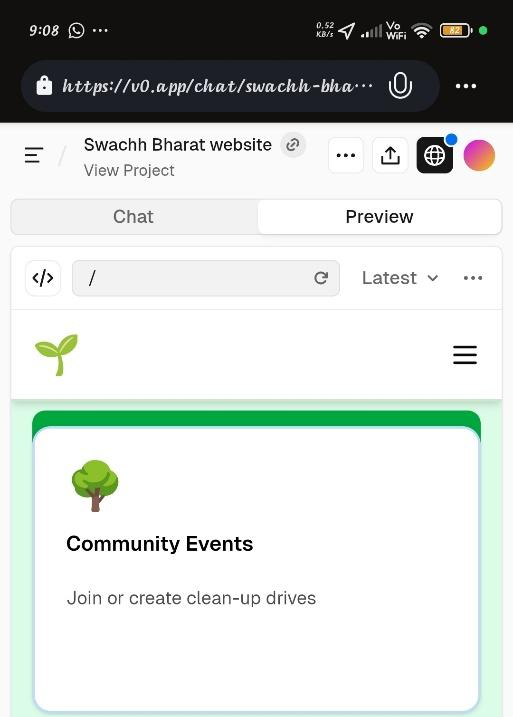 9:08 ... 0.52 KB/s Vo WiFi 82
https://v0.app/chat/swachh-bha...
Swachh Bharat website
View Project
Chat Preview
/ Latest
Community Events
Join or create clean-up drives